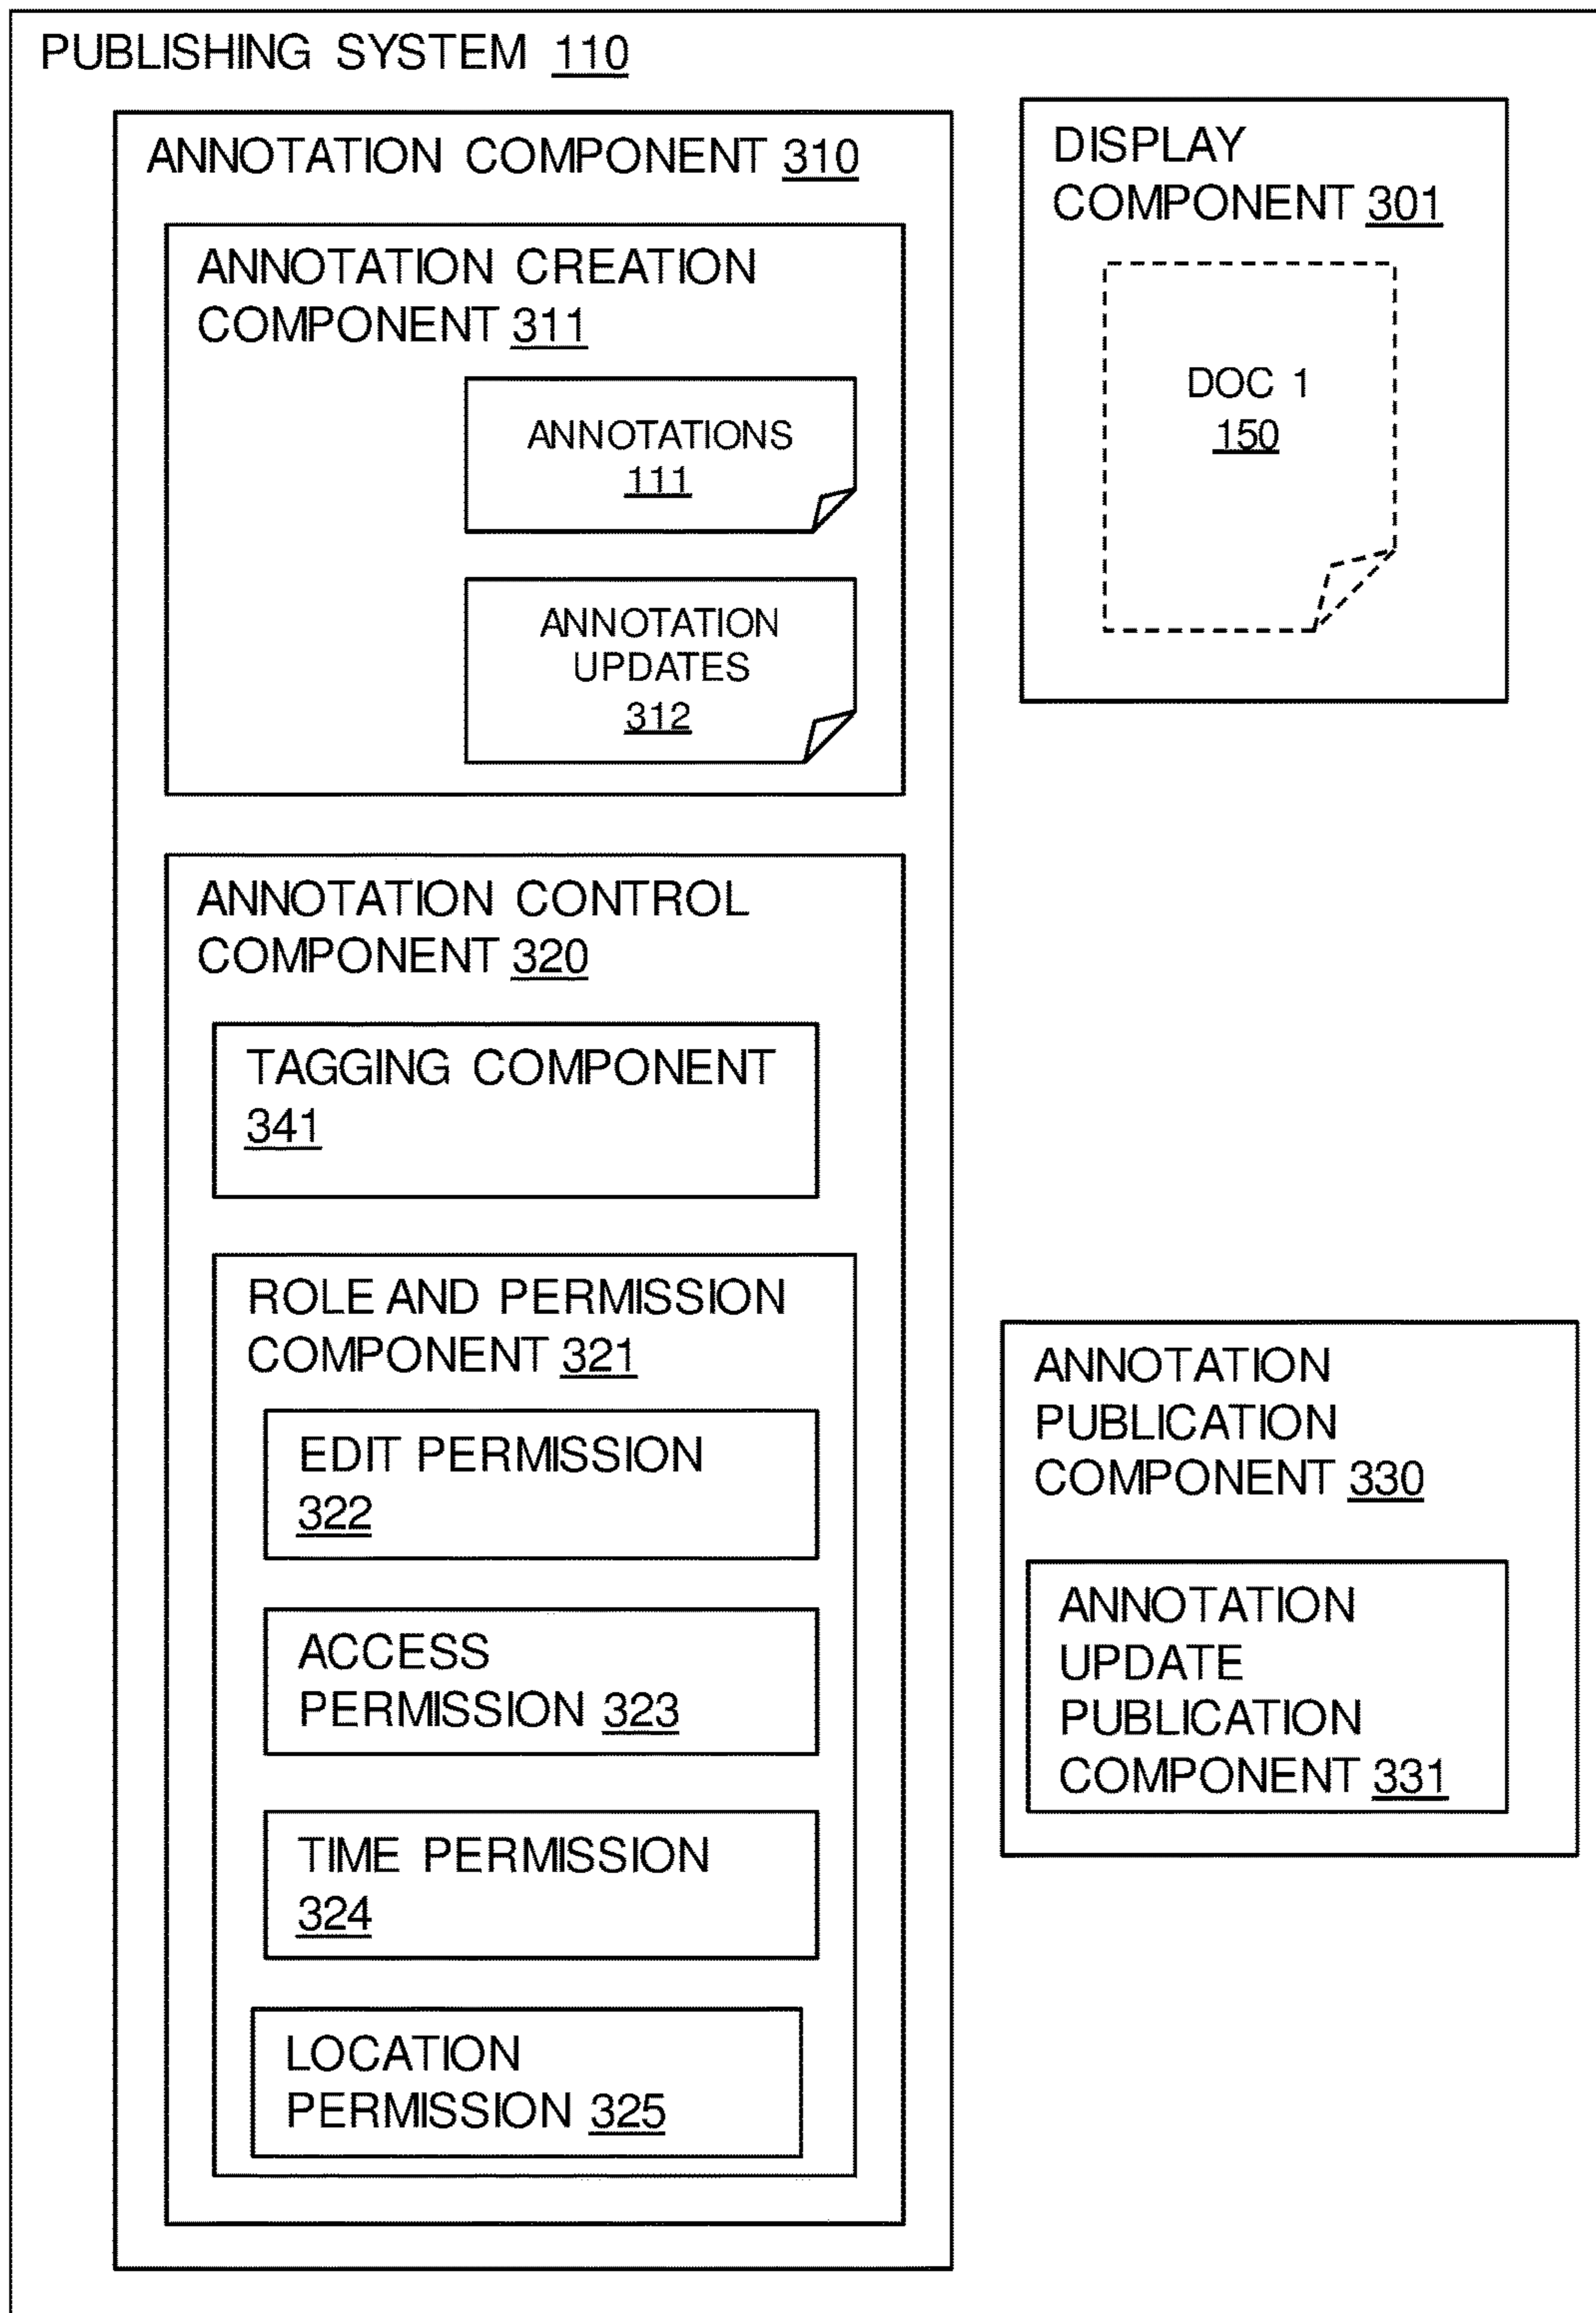 PUBLISHING SYSTEM 110
ANNOTATION COMPONENT 310
ANNOTATION CREATION
COMPONENT 311
ANNOTATIONS
111
ANNOTATION
UPDATES
312
ANNOTATION CONTROL
COMPONENT 320
TAGGING COMPONENT
341
ROLE AND PERMISSION
COMPONENT 321
EDIT PERMISSION
322
ACCESS
PERMISSION 323
TIME PERMISSION
324
LOCATION
PERMISSION 325
DISPLAY
COMPONENT 301
DOC 1
150
ANNOTATION
PUBLICATION
COMPONENT 330
ANNOTATION
UPDATE
PUBLICATION
COMPONENT 331